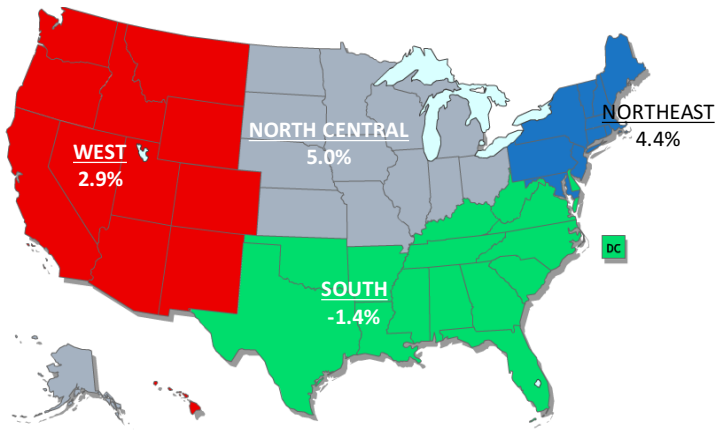 NORTHEAST
4.4%
NORTH CENTRAL
5.0%
WEST
2.9%
DC
SOUTH
-1.4%